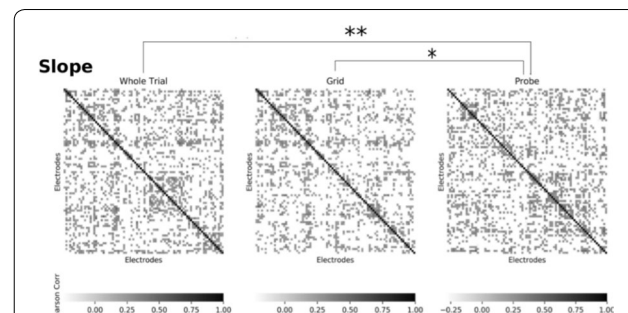 **
*
Slope
Whole Trial Grid Probe
Electrodes Electrodes Electrodes
Electrodes Electrodes Electrodes
arson Corr
0.00 0.25 0.50 0.75 1.00 0.00 0.25 0.50 0.75 1.00 -0.25 0.00 0.25 0.50 0.75 1.00